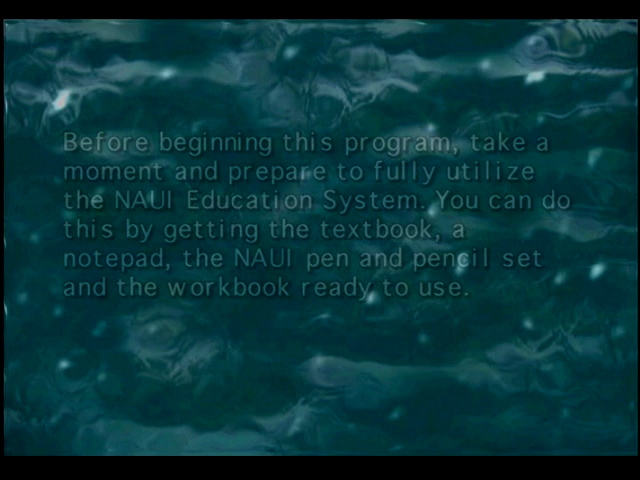 Before beginning this program, take a
moment and prepare to fully utilize
the NAUI Education System. You can do
this by getting the textbook, a
notepad, the NAUI pen and pencil set
and the workbook ready to use.